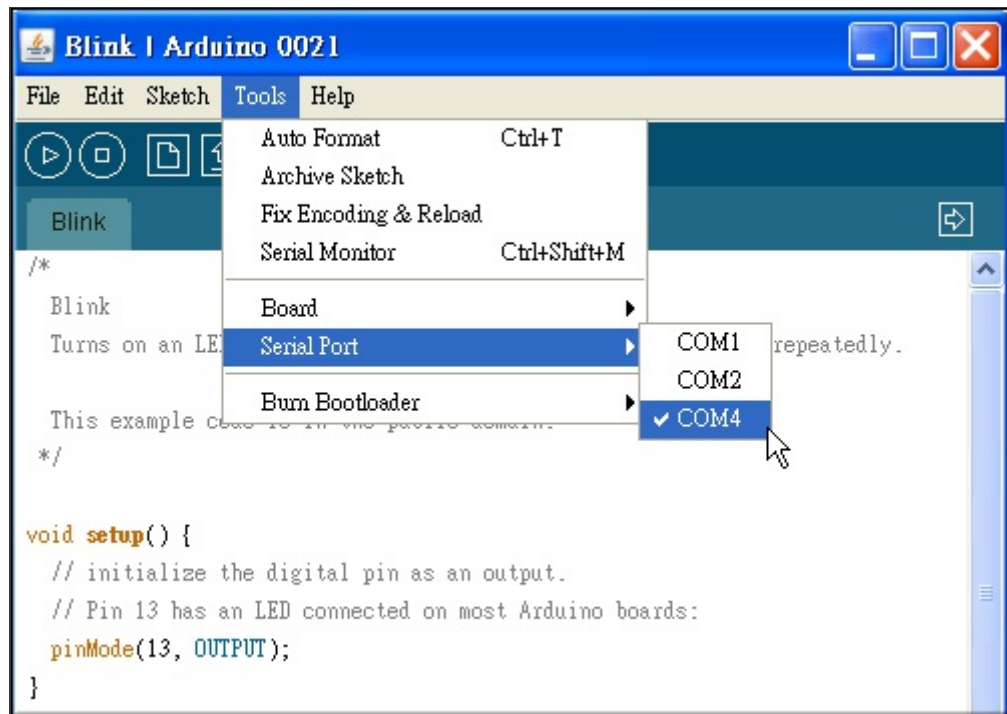 Blink | Arduino 0021
File Edit Sketch Tools Help
Auto Format Ctrl+T
Archive Sketch
Fix Encoding & Reload
Serial Monitor Ctrl+Shift+M
Board
Serial Port
Burn Bootloader
COM1
COM2
COM4
Blink
/*
Blink
Turns on an repeatedly.
This example
*/
void setup() {
// initialize the digital pin as an output.
// Pin 13 has an LED connected on most Arduino boards:
pinMode(13, OUTPUT);
}